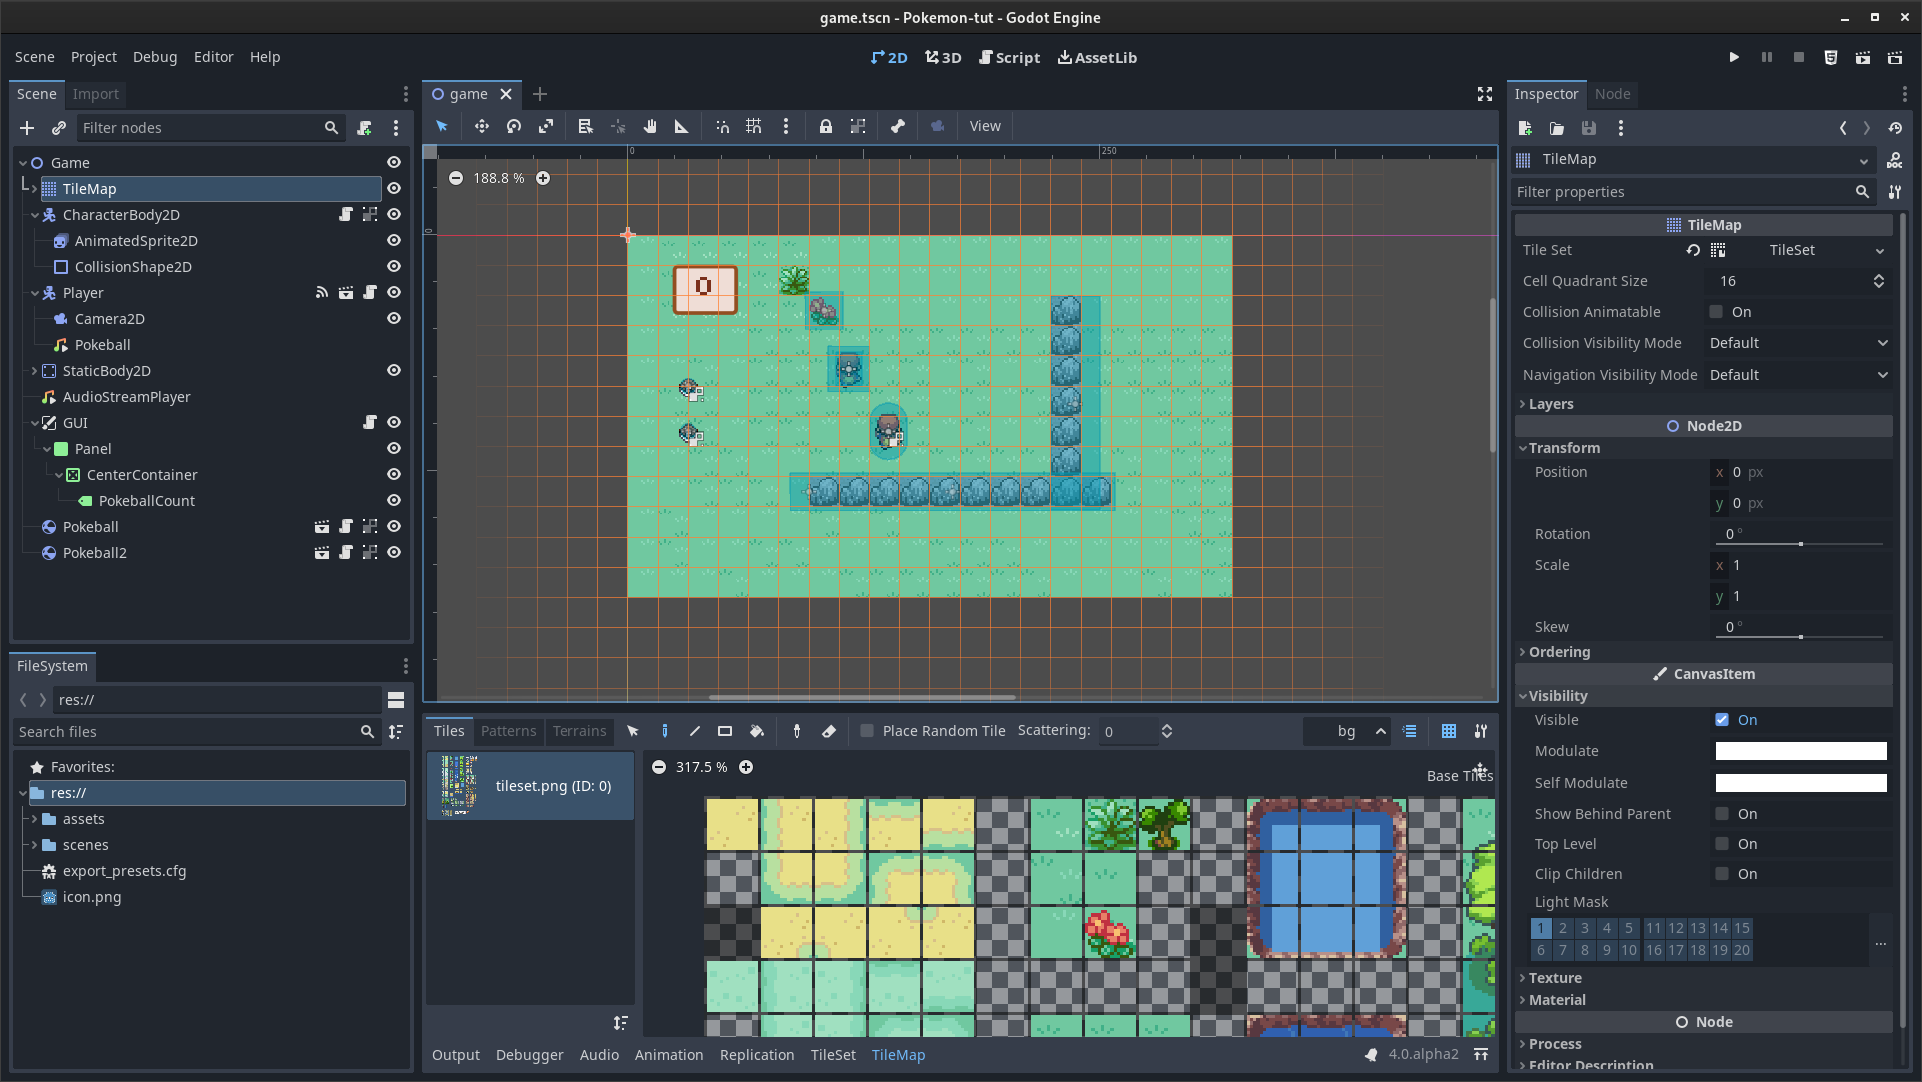 game.tscn - Pokemon-tut - Godot Engine
Scene Project Debug Editor Help
2D 3D Script AssetLib
Scene Import
Filter nodes
Game
TileMap
CharacterBody2D
AnimatedSprite2D
CollisionShape2D
Player
Camera2D
Pokeball
StaticBody2D
AudioStreamPlayer
GUI
Panel
CenterContainer
PokeballCount
Pokeball
Pokeball2
FileSystem
res://
Search files
Favorites:
res://
assets
scenes
export_presets.cfg
icon.png
game
View
0 250
0
188.8 %
0
Tiles Patterns Terrains
Place Random Tile Scattering: 0 bg
tileset.png (ID: 0)
317.5 %
Base Tiles
Output Debugger Audio Animation Replication TileSet TileMap
4.0.alpha2
Inspector Node
TileMap
Filter properties
TileMap
Tile Set TileSet
Cell Quadrant Size 16
Collision Animatable On
Collision Visibility Mode Default
Navigation Visibility Mode Default
Layers
Node2D
Transform
Position x 0 px
y 0 px
Rotation 0 °
Scale x 1
y 1
Skew 0 °
Ordering
CanvasItem
Visibility
Visible On
Modulate
Self Modulate
Show Behind Parent On
Top Level On
Clip Children On
Light Mask
1 2 3 4 5 11 12 13 14 15
6 7 8 9 10 16 17 18 19 20
...
Texture
Material
Node
Process
Editor Description